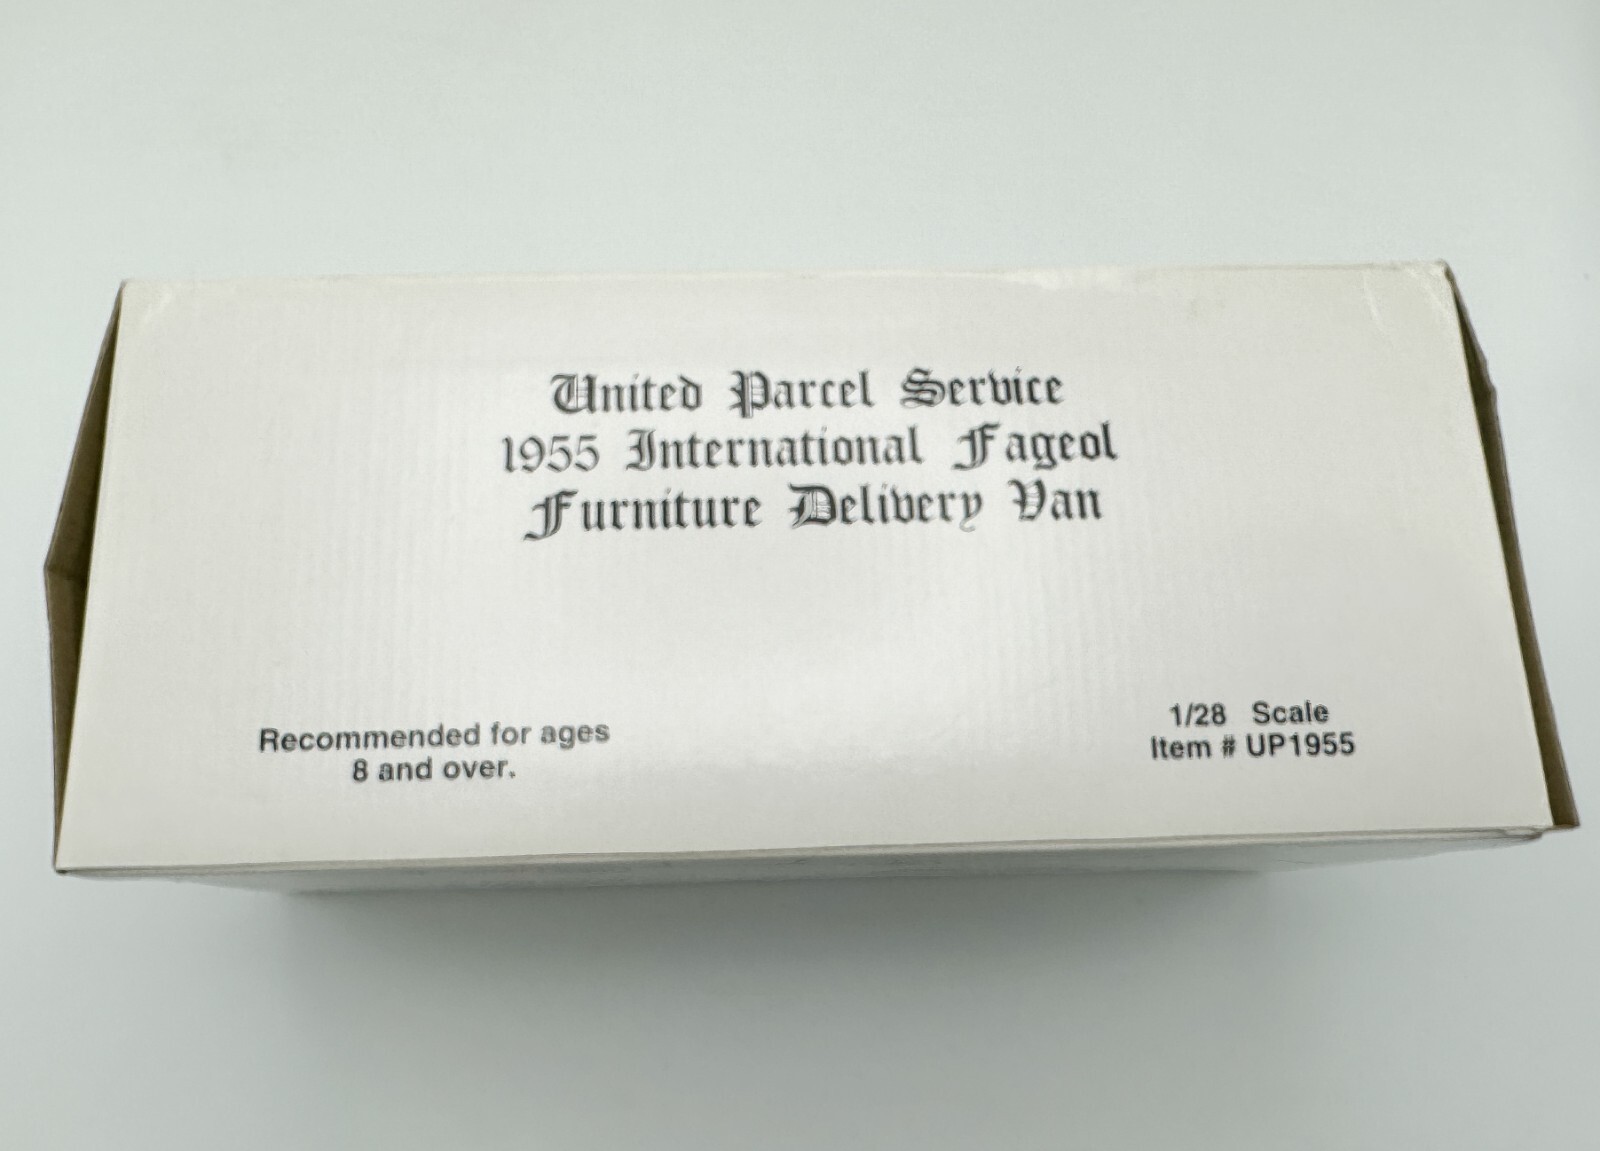 United Parcel Service
1955 International Fageol
Furniture Delivery Van
Recommended for ages
8 and over.
1/28 Scale
Item # UP1955